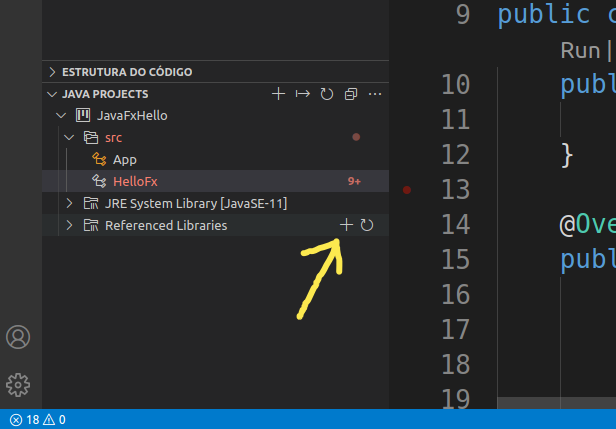 ESTRUTURA DO CÓDIGO
JAVA PROJECTS
JavaFxHello
src
App
HelloFx 9+
JRE System Library [JavaSE-11]
Referenced Libraries
18 0
9 public c
Run |
10 publ
11
12 }
13
14 @Ove
15 publ
16
17
18
19